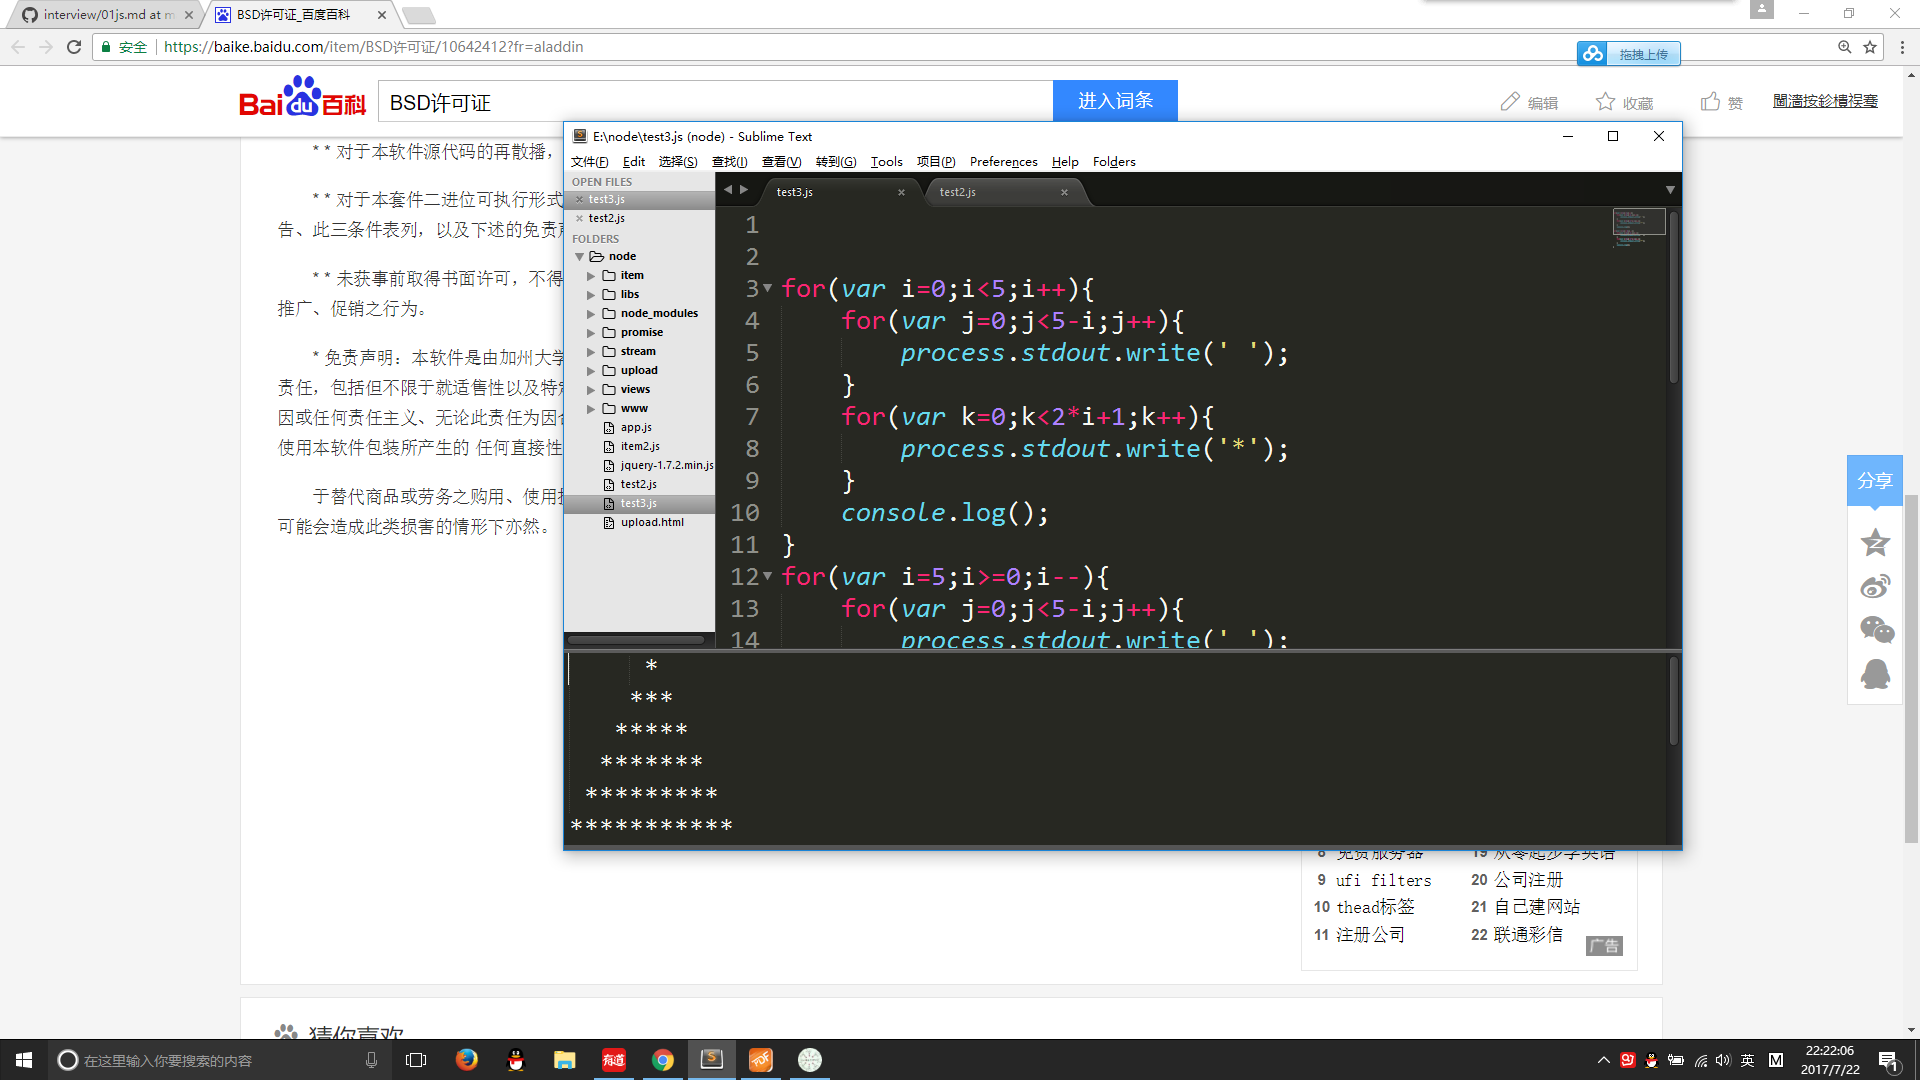 interview/01js.md at m
BSD许可证_百度百科
安全 https://baike.baidu.com/item/BSD许可证/10642412?fr=aladdin
拖拽上传
Bai du 百科
BSD许可证
进入词条
编辑
收藏
赞
* * 对于本软件源代码的再散播，
* * 对于本套件二进位可执行形式
告、此三条件表列，以及下述的免责
* * 未获事前取得书面许可，不得
推广、促销之行为。
* 免责声明：本软件是由加州大学
责任，包括但不限于就适售性以及特定
因或任何责任主义、无论此责任为因
使用本软件包装所产生的 任何直接性
于替代商品或劳务之购用、使用
可能会造成此类损害的情形下亦然。
E:\node\test3.js (node) - Sublime Text
文件(F) Edit 选择(S) 查找(I) 查看(V) 转到(G) Tools 项目(P) Preferences Help Folders
OPEN FILES
test3.js
test2.js
FOLDERS
node
item
libs
node_modules
promise
stream
upload
views
www
app.js
item2.js
jquery-1.7.2.min.js
test2.js
test3.js
upload.html
test3.js
test2.js
1
2
3 for(var i=0;i<5;i++){
4 for(var j=0;j<5-i;j++){
5 process.stdout.write(' ');
6 }
7 for(var k=0;k<2*i+1;k++){
8 process.stdout.write('*');
9 }
10 console.log();
11 }
12 for(var i=5;i>=0;i--){
13 for(var j=0;j<5-i;j++){
14 process.stdout.write(' ');
*
***
*****
*******
*********
***********
分享
8 免费服务器
19 从零起步学英语
9 ufi filters
20 公司注册
10 thead标签
21 自己建网站
11 注册公司
22 联通彩信
广告
猜你喜欢
在这里输入你要搜索的内容
有道
PDF
英
M
22:22:06
2017/7/22
1